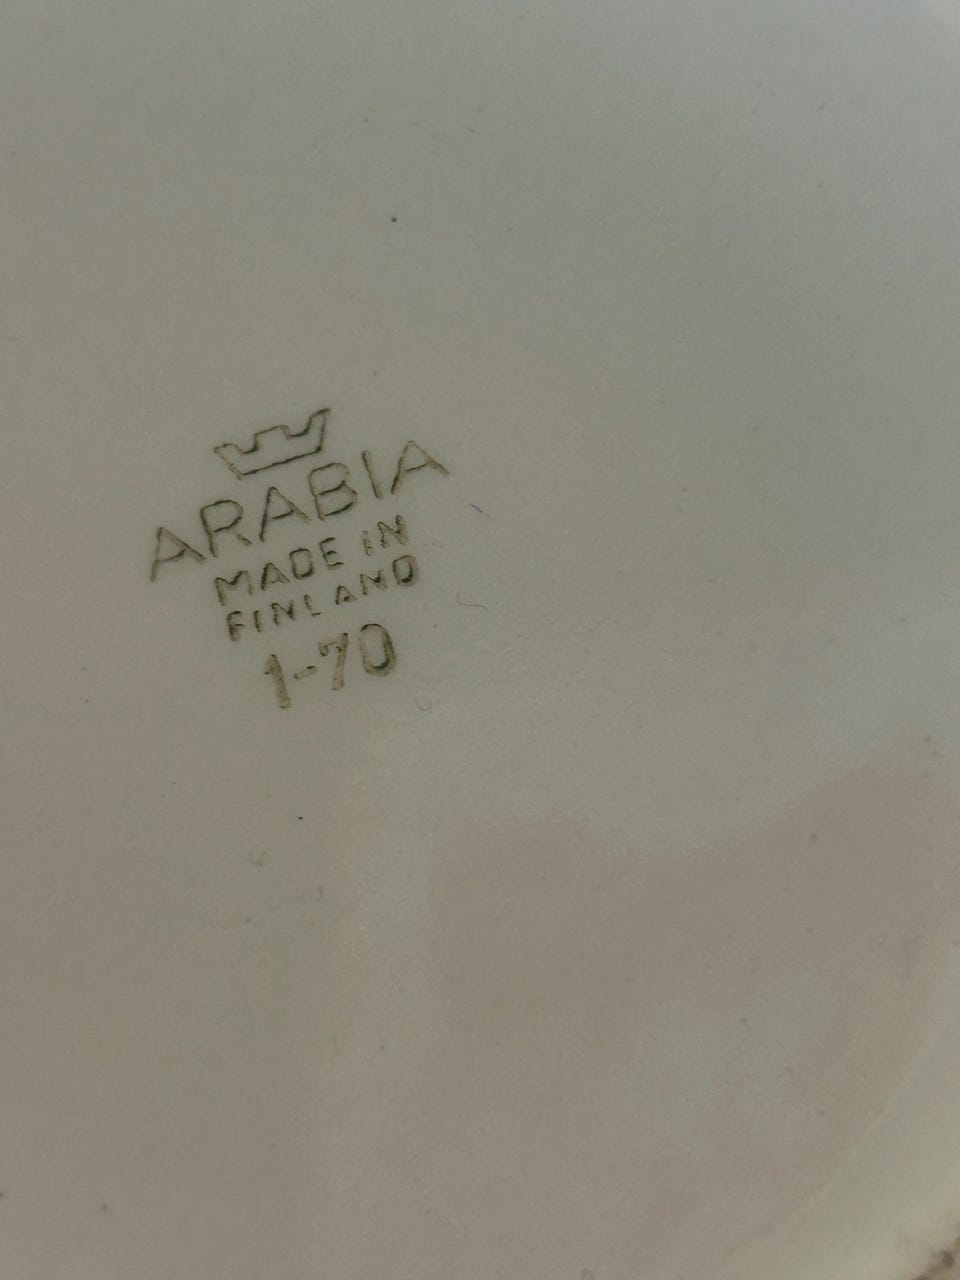 ARABIA
MADE IN
FINLAND
1-70